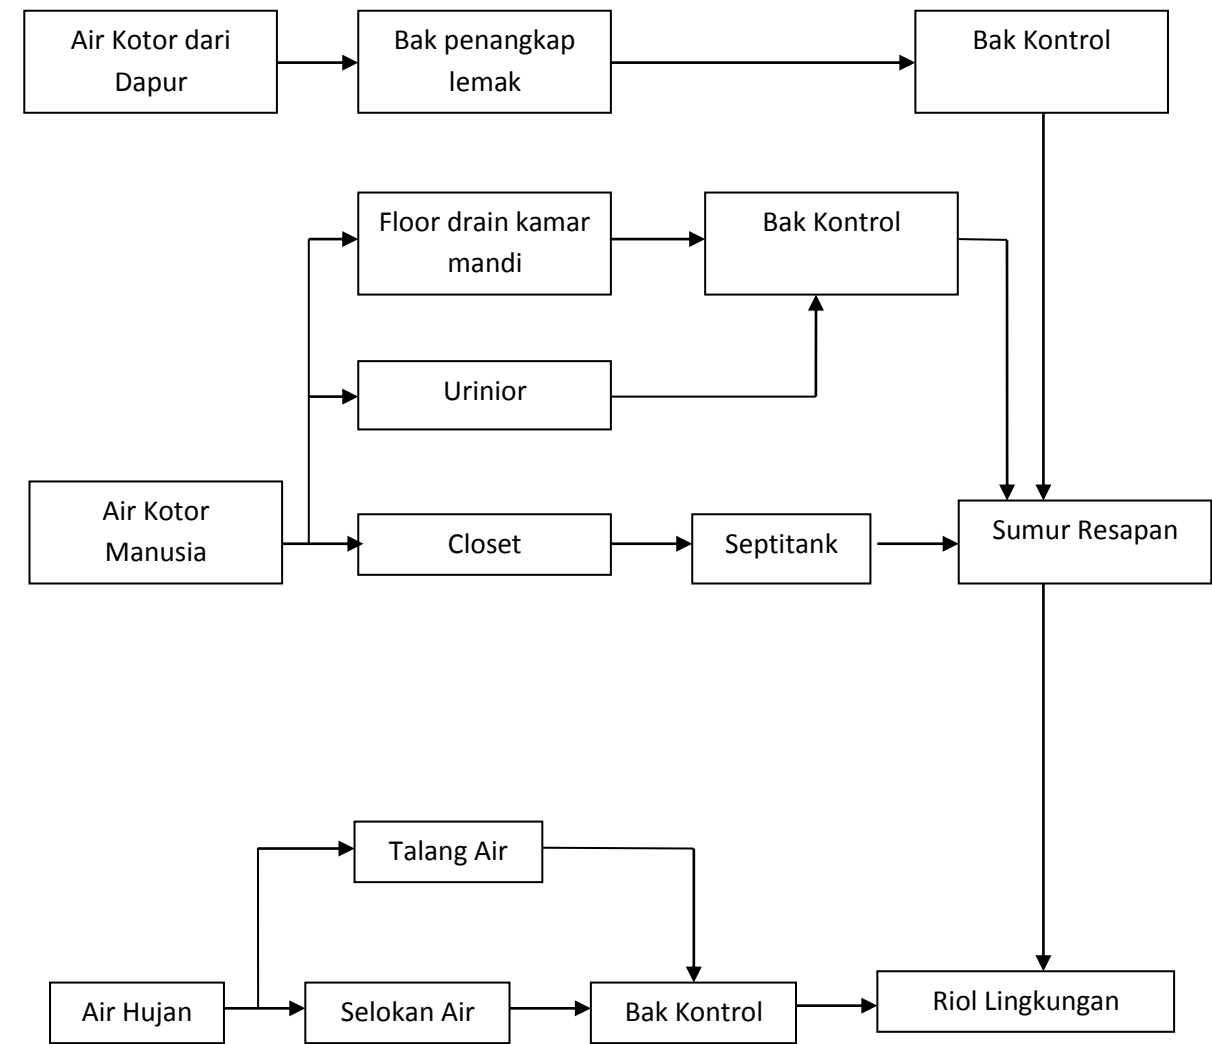 Air Kotor dari
Dapur
Bak penangkap
lemak
Bak Kontrol
Floor drain kamar
mandi
Bak Kontrol
Urinior
Air Kotor
Manusia
Closet
Septitank
Sumur Resapan
Talang Air
Air Hujan
Selokan Air
Bak Kontrol
Riol Lingkungan